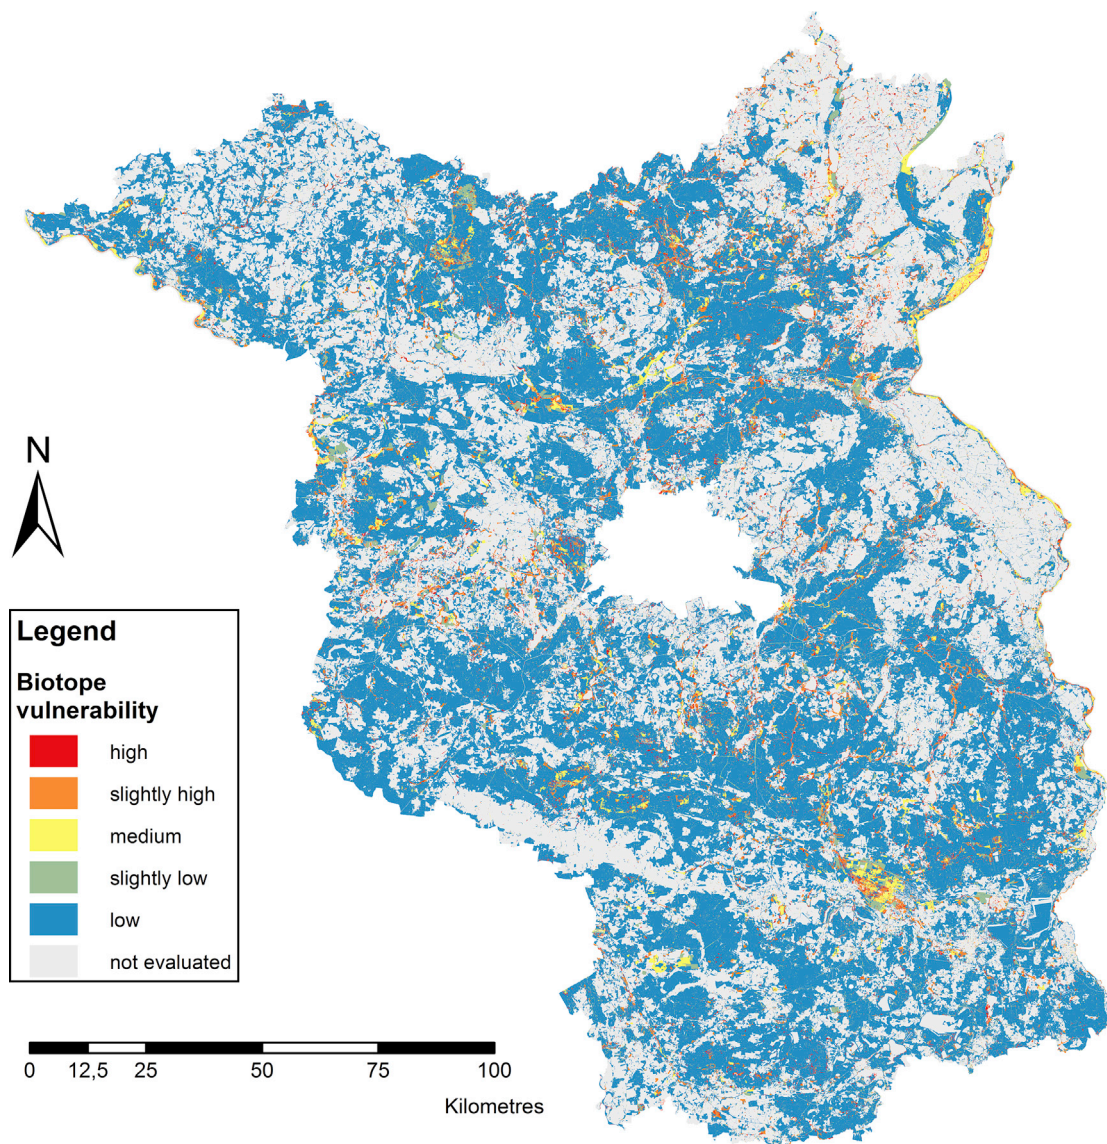 N
Legend
Biotope
vulnerability
high
slightly high
medium
slightly low
low
not evaluated
0 12,5 25 50 75 100
Kilometres